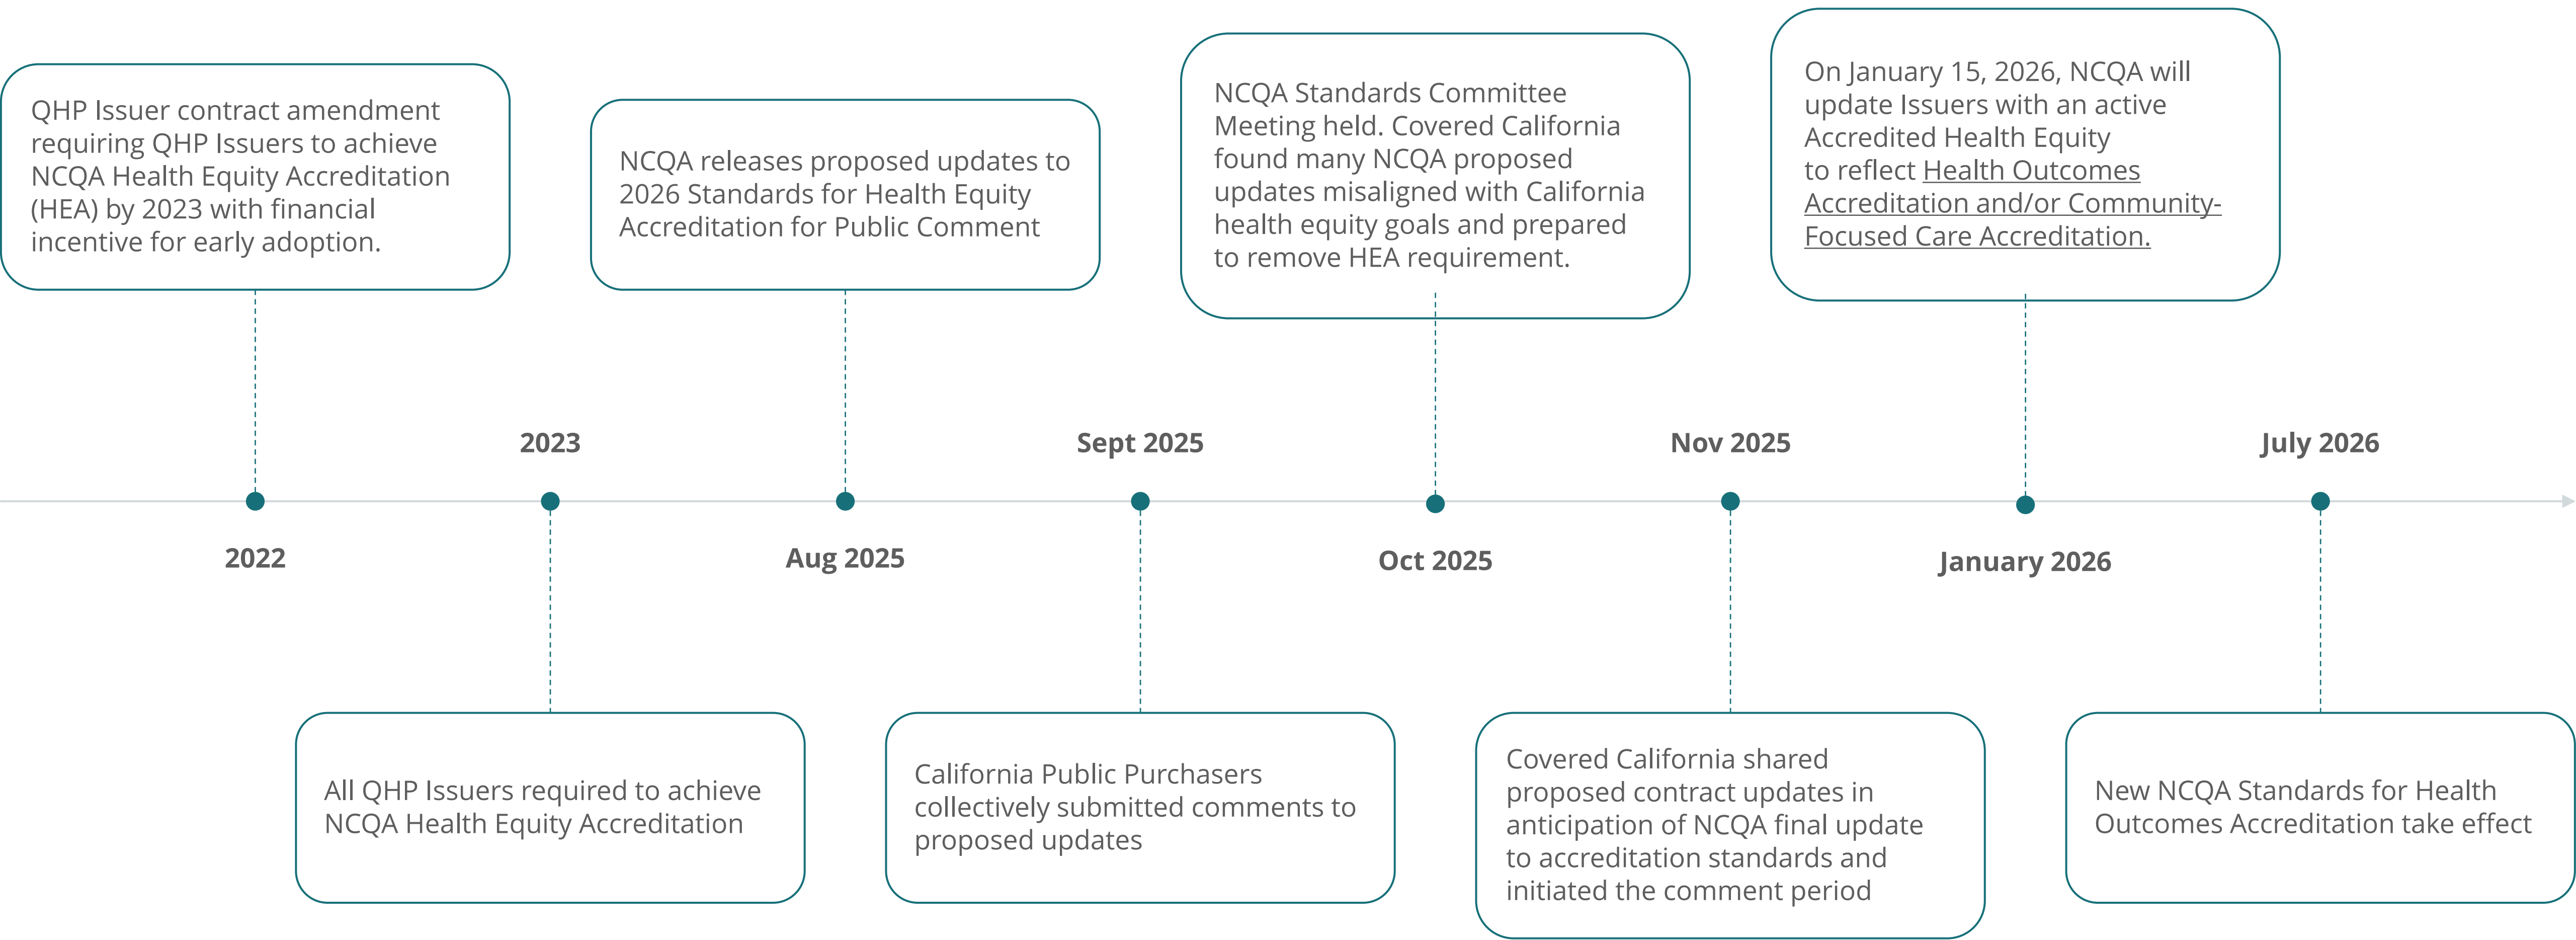 QHP Issuer contract amendment
requiring QHP Issuers to achieve
NCQA Health Equity Accreditation
(HEA) by 2023 with financial
incentive for early adoption.
NCQA releases proposed updates to
2026 Standards for Health Equity
Accreditation for Public Comment
NCQA Standards Committee
Meeting held. Covered California
found many NCQA proposed
updates misaligned with California
health equity goals and prepared
to remove HEA requirement.
On January 15, 2026, NCQA will
update Issuers with an active
Accredited Health Equity
to reflect Health Outcomes
Accreditation and/or Community-
Focused Care Accreditation.
2023
Sept 2025
Nov 2025
July 2026
2022
Aug 2025
Oct 2025
January 2026
All QHP Issuers required to achieve
NCQA Health Equity Accreditation
California Public Purchasers
collectively submitted comments to
proposed updates
Covered California shared
proposed contract updates in
anticipation of NCQA final update
to accreditation standards and
initiated the comment period
New NCQA Standards for Health
Outcomes Accreditation take effect